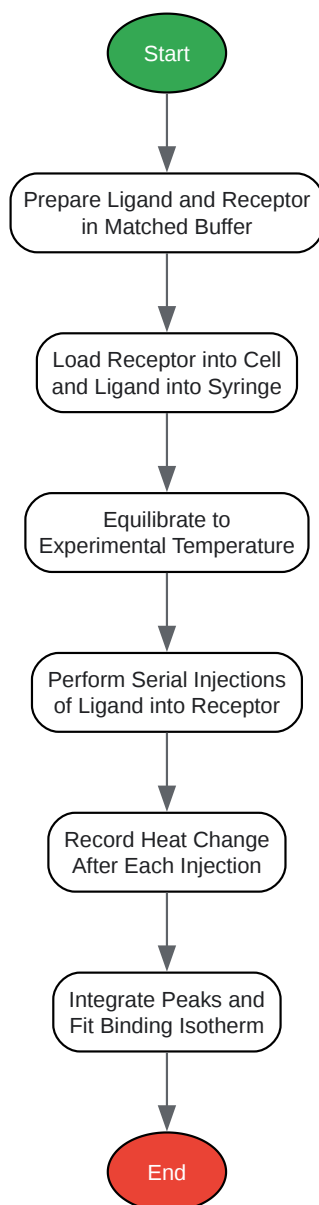 Start
Prepare Ligand and Receptor
in Matched Buffer
Load Receptor into Cell
and Ligand into Syringe
Equilibrate to
Experimental Temperature
Perform Serial Injections
of Ligand into Receptor
Record Heat Change
After Each Injection
Integrate Peaks and
Fit Binding Isotherm
End